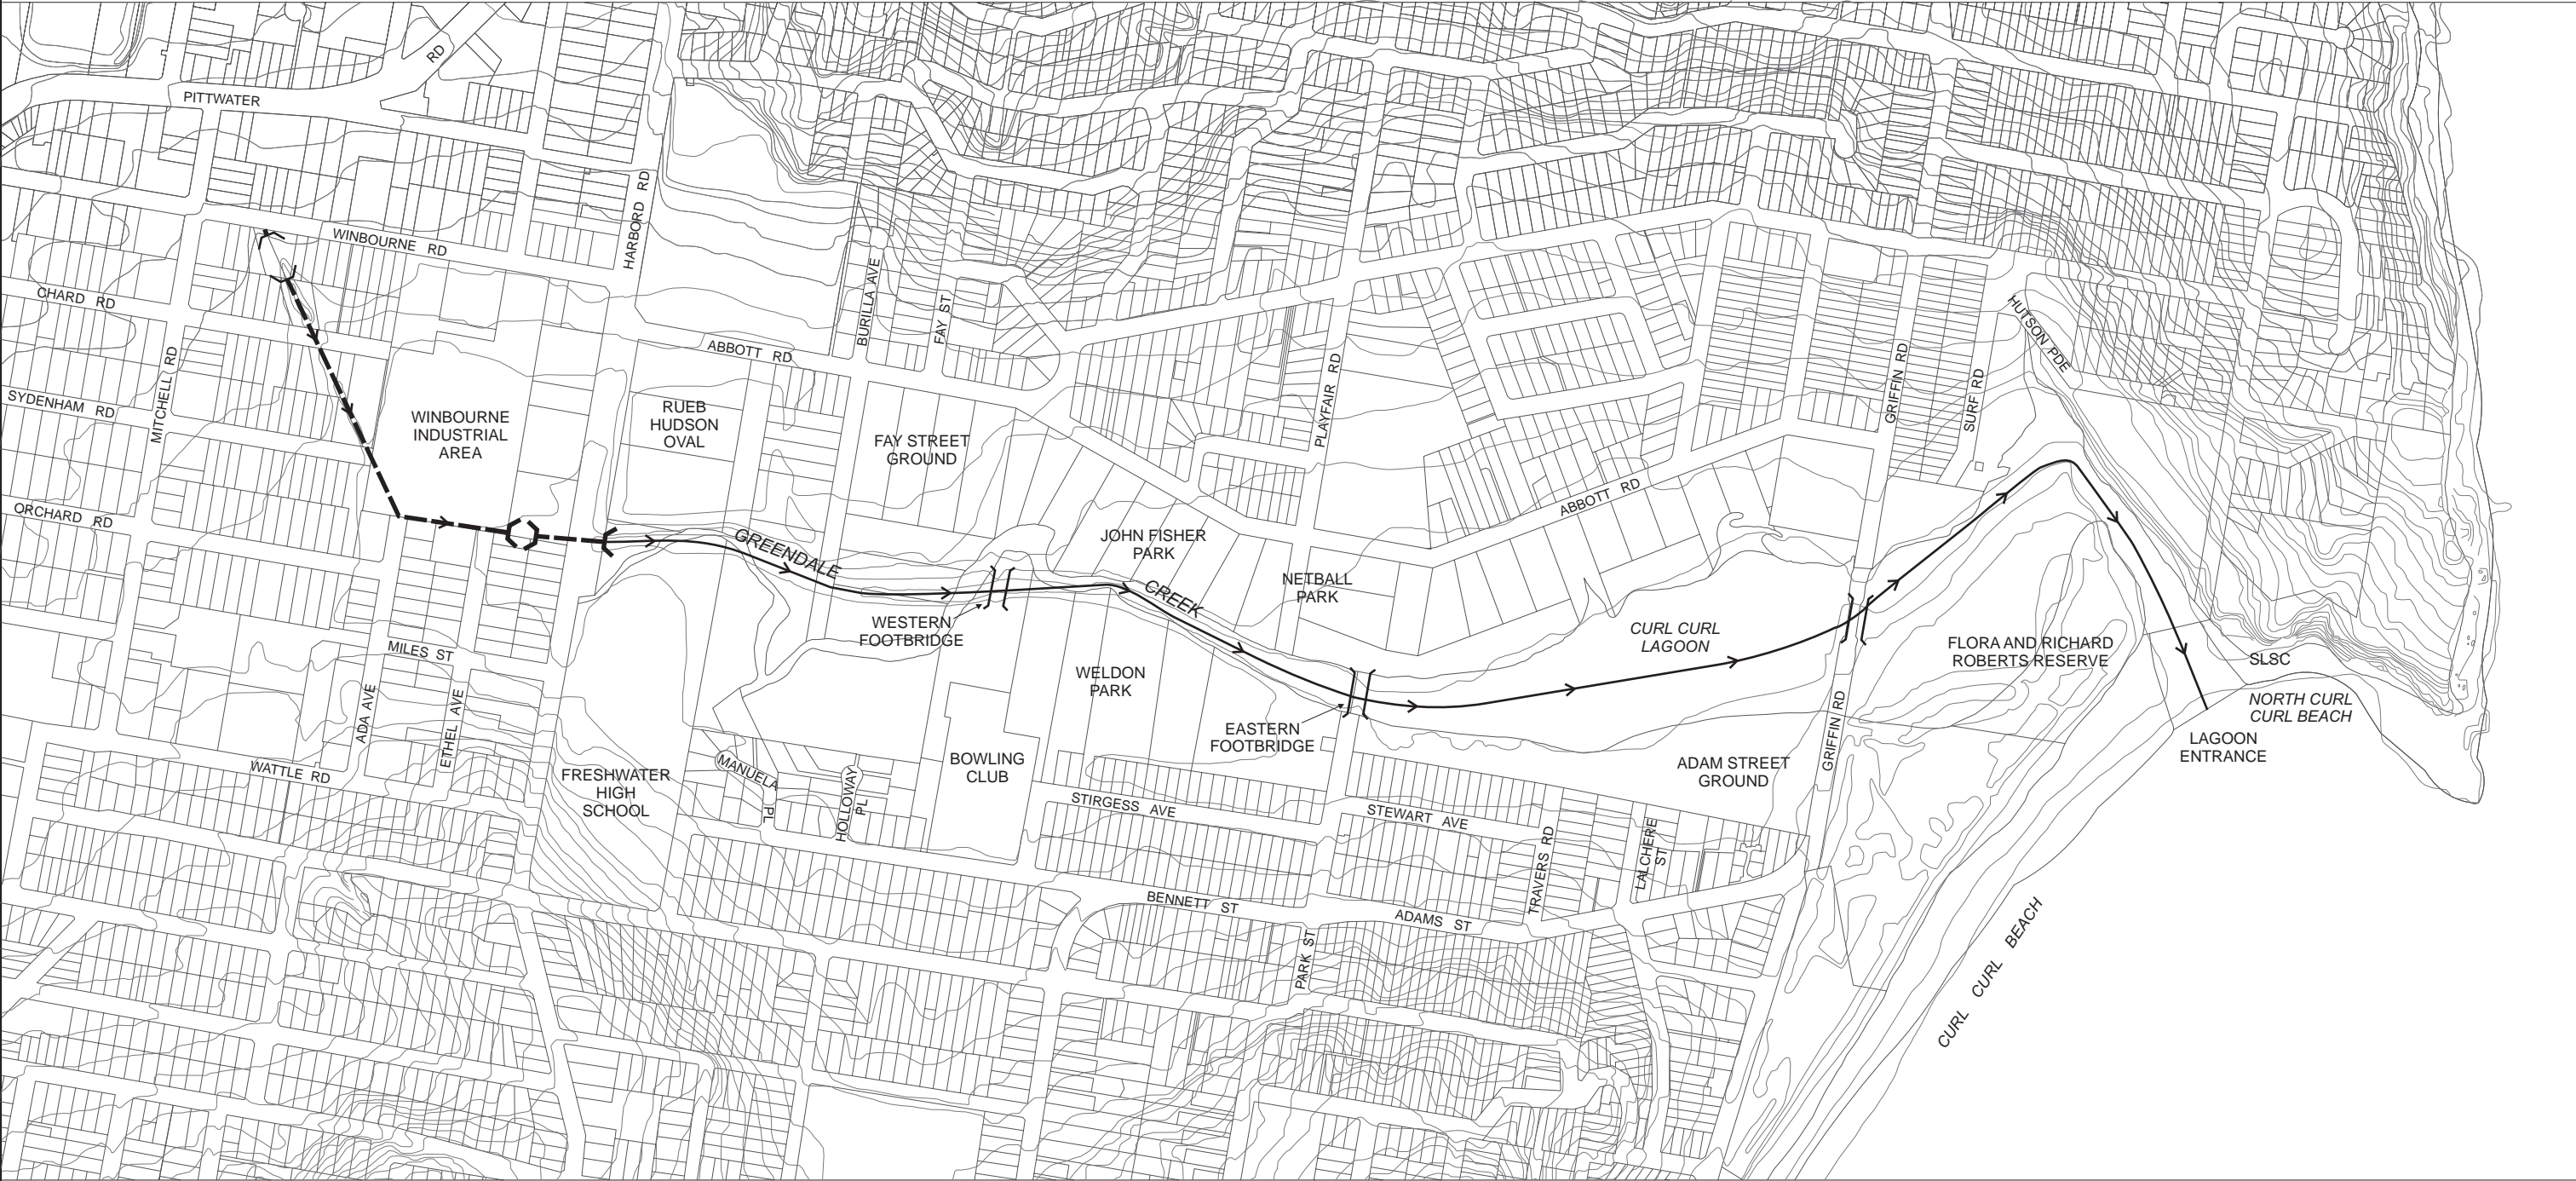 RD
PITTWATER
HARBORD RD
WINBOURNE RD
CHARD RD
MITCHELL RD
SYDENHAM RD
ORCHARD RD
WINBOURNE
INDUSTRIAL
AREA
RUEB
HUDSON
OVAL
ABBOTT RD
BURILLA AVE
FAY ST
FAY STREET
GROUND
PLAYFAIR RD
GRIFFIN RD
SURF RD
HUTSON PDE
ABBOTT RD
JOHN FISHER
PARK
NETBALL
PARK
GREENDALE
CREEK
WESTERN
FOOTBRIDGE
WELDON
PARK
EASTERN
FOOTBRIDGE
CURL CURL
LAGOON
FLORA AND RICHARD
ROBERTS RESERVE
SLSC
NORTH CURL
CURL BEACH
LAGOON
ENTRANCE
MILES ST
ADA AVE
ETHEL AVE
WATTLE RD
FRESHWATER
HIGH
SCHOOL
MANUELA
PL
HOLLOWAY
PL
BOWLING
CLUB
STIRGESS AVE
STEWART AVE
ADAM STREET
GROUND
GRIFFIN RD
TRAVERS RD
LALCHERE
ST
BENNETT ST
ADAMS ST
PARK ST
CURL CURL BEACH